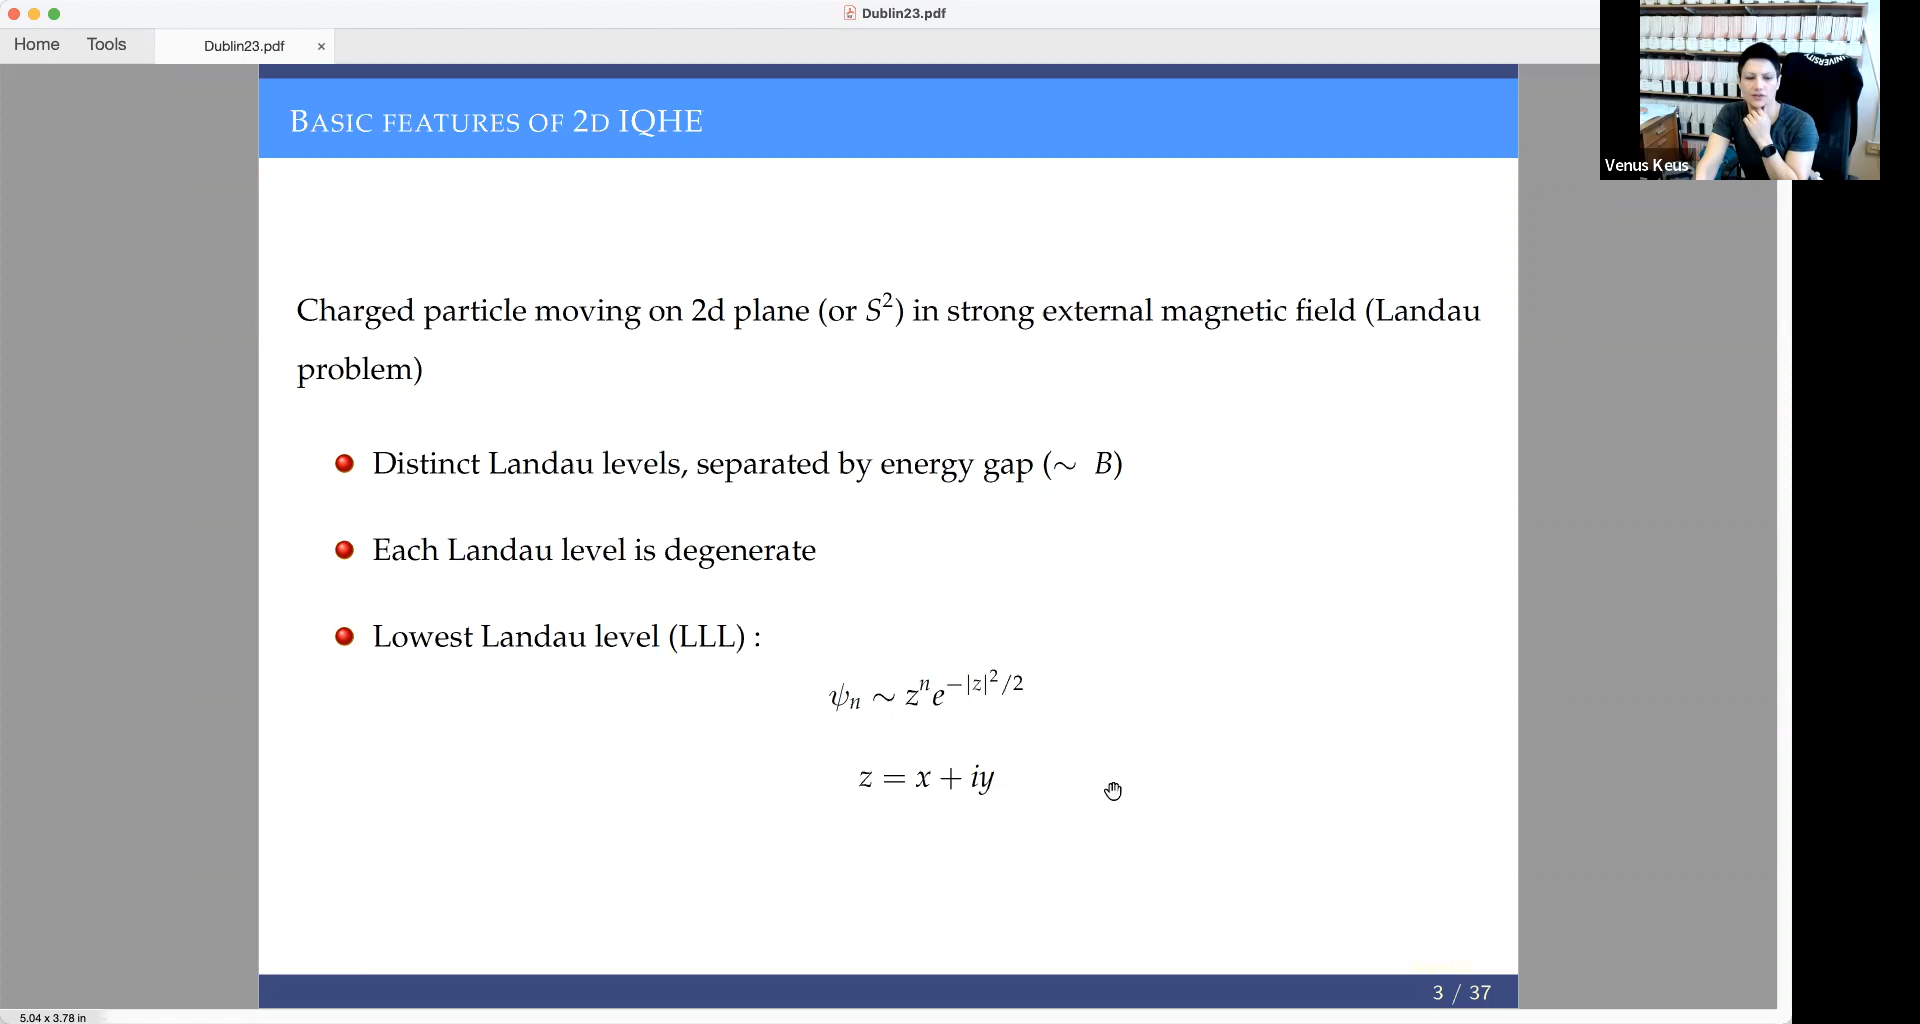 Dublin23.pdf
Home Tools Dublin23.pdf ×
BASIC FEATURES OF 2D IQHE
UNIVERSITY
Venus Keus
Charged particle moving on 2d plane (or S²) in strong external magnetic field (Landau
problem)
Distinct Landau levels, separated by energy gap (∼ B)
Each Landau level is degenerate
Lowest Landau level (LLL) :
ψₙ ∼ zⁿe^{−|z|²/2}
z = x + iy
3 / 37
5.04 x 3.78 in